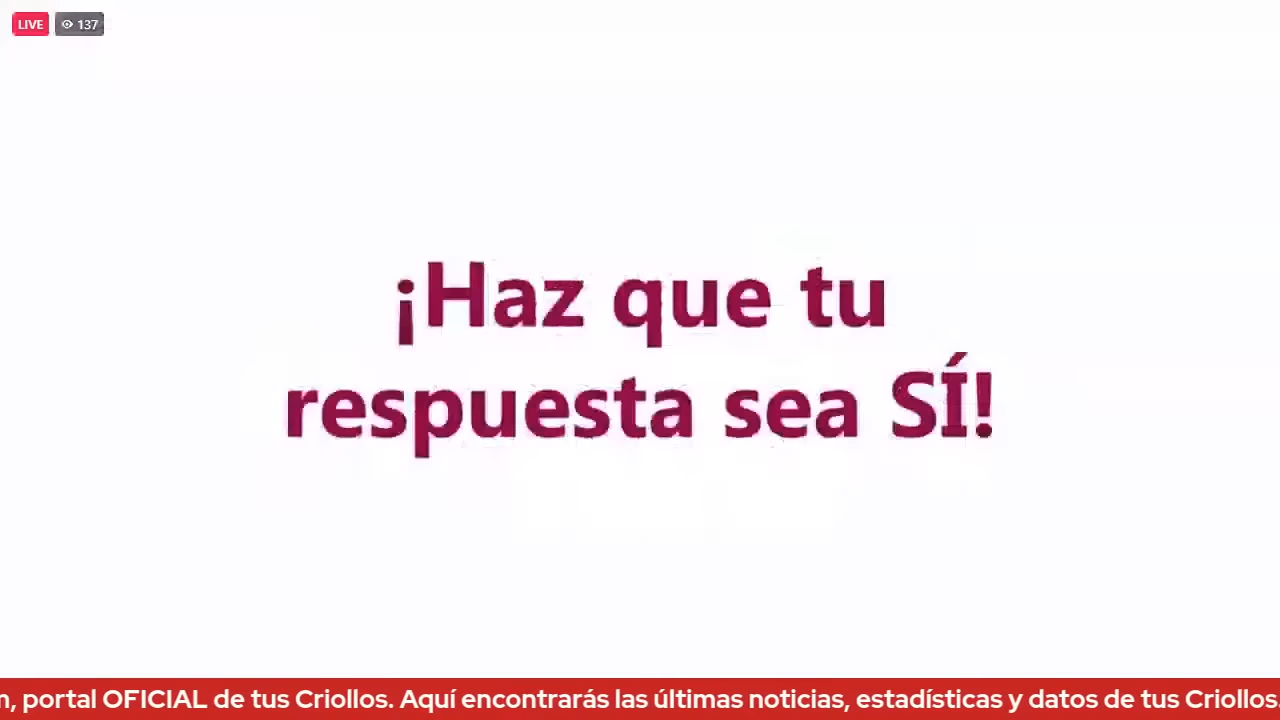 LIVE
137
¡Haz que tu
respuesta sea SÍ!
portal OFICIAL de tus Criollos. Aquí encontrarás las últimas noticias, estadísticas y datos de tus Criollos.